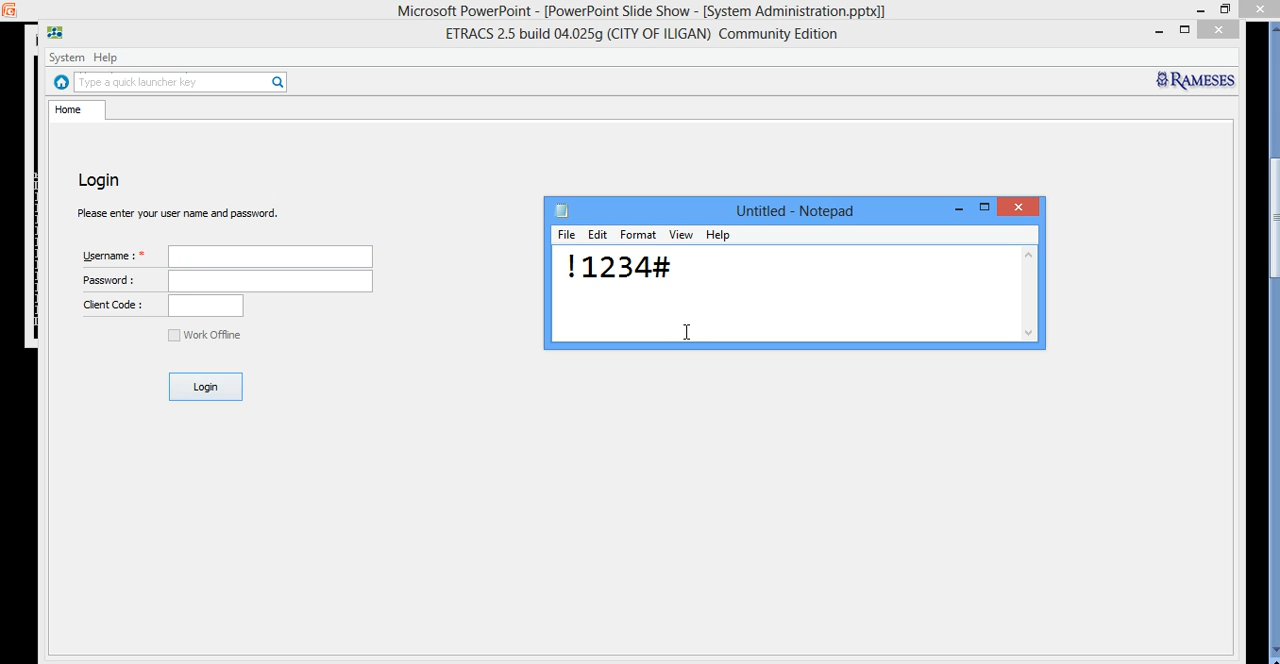 Microsoft PowerPoint - [PowerPoint Slide Show - [System Administration.pptx]]
ETRACS 2.5 build 04.025g (CITY OF ILIGAN) Community Edition
System Help
Type a quick launcher key
RAMESES
Home
Login
Please enter your user name and password.
Username : *
Password :
Client Code :
Work Offline
Login
Untitled - Notepad
File Edit Format View Help
!1234#